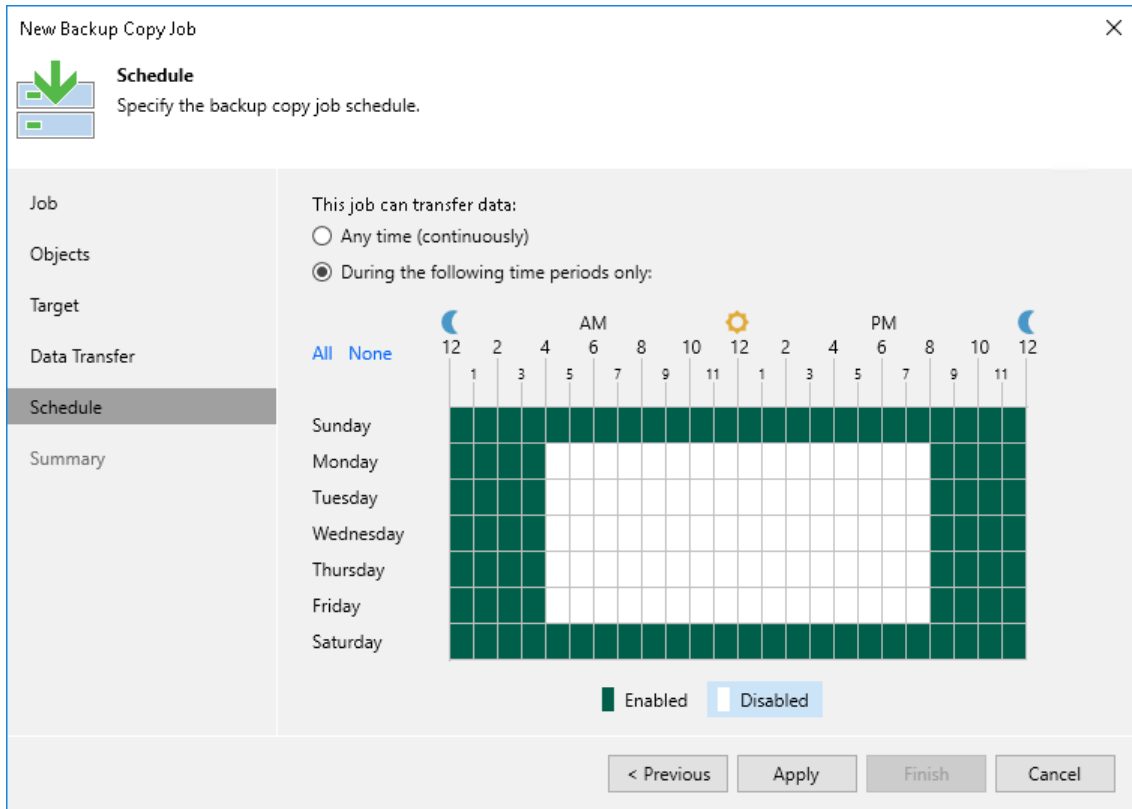 New Backup Copy Job
Schedule
Specify the backup copy job schedule.
Job
Objects
Target
Data Transfer
Schedule
Summary
This job can transfer data:
Any time (continuously)
During the following time periods only:
AM PM
All None
12 2 4 6 8 10 12 2 4 6 8 10 12
1 3 5 7 9 11 1 3 5 7 9 11
Sunday
Monday
Tuesday
Wednesday
Thursday
Friday
Saturday
Enabled Disabled
< Previous Apply Finish Cancel